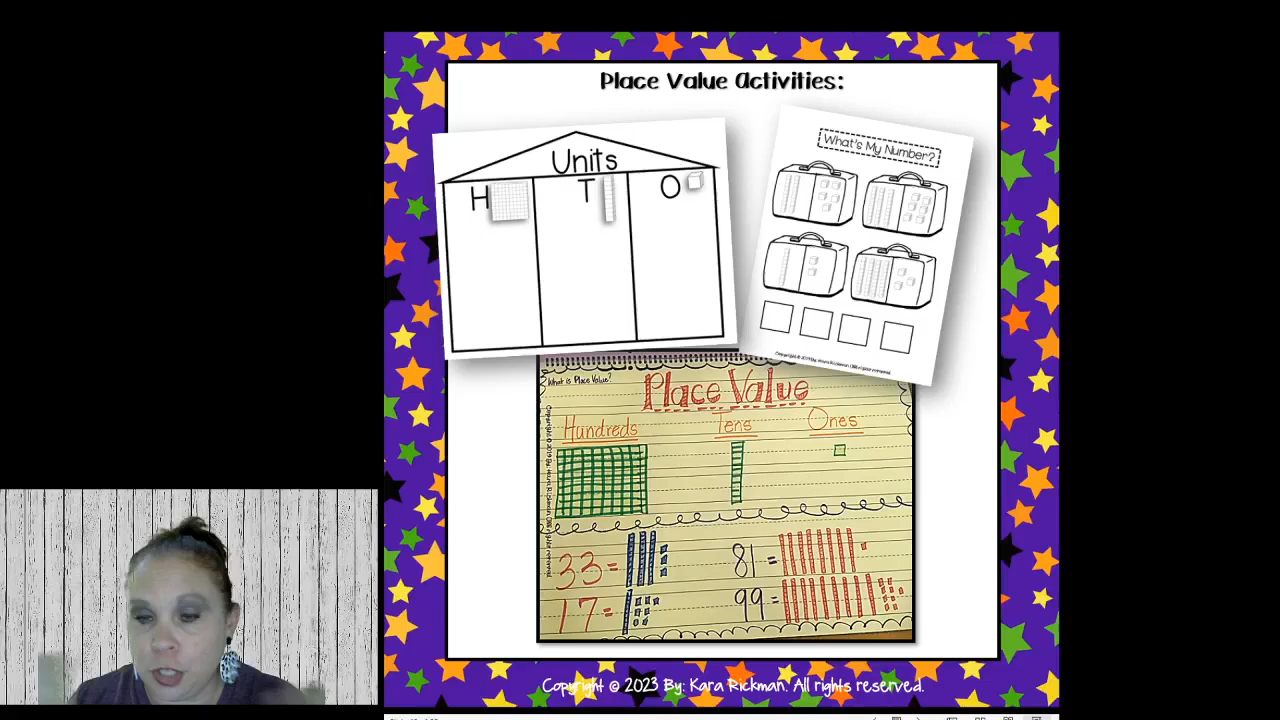 Place Value Activities:
Units
H T O
What's My Number?
What is Place Value?
Place Value
Hundreds Tens Ones
33= 81=
17= 99=
Copyright © 2023 By: Kara Rickman. All rights reserved.